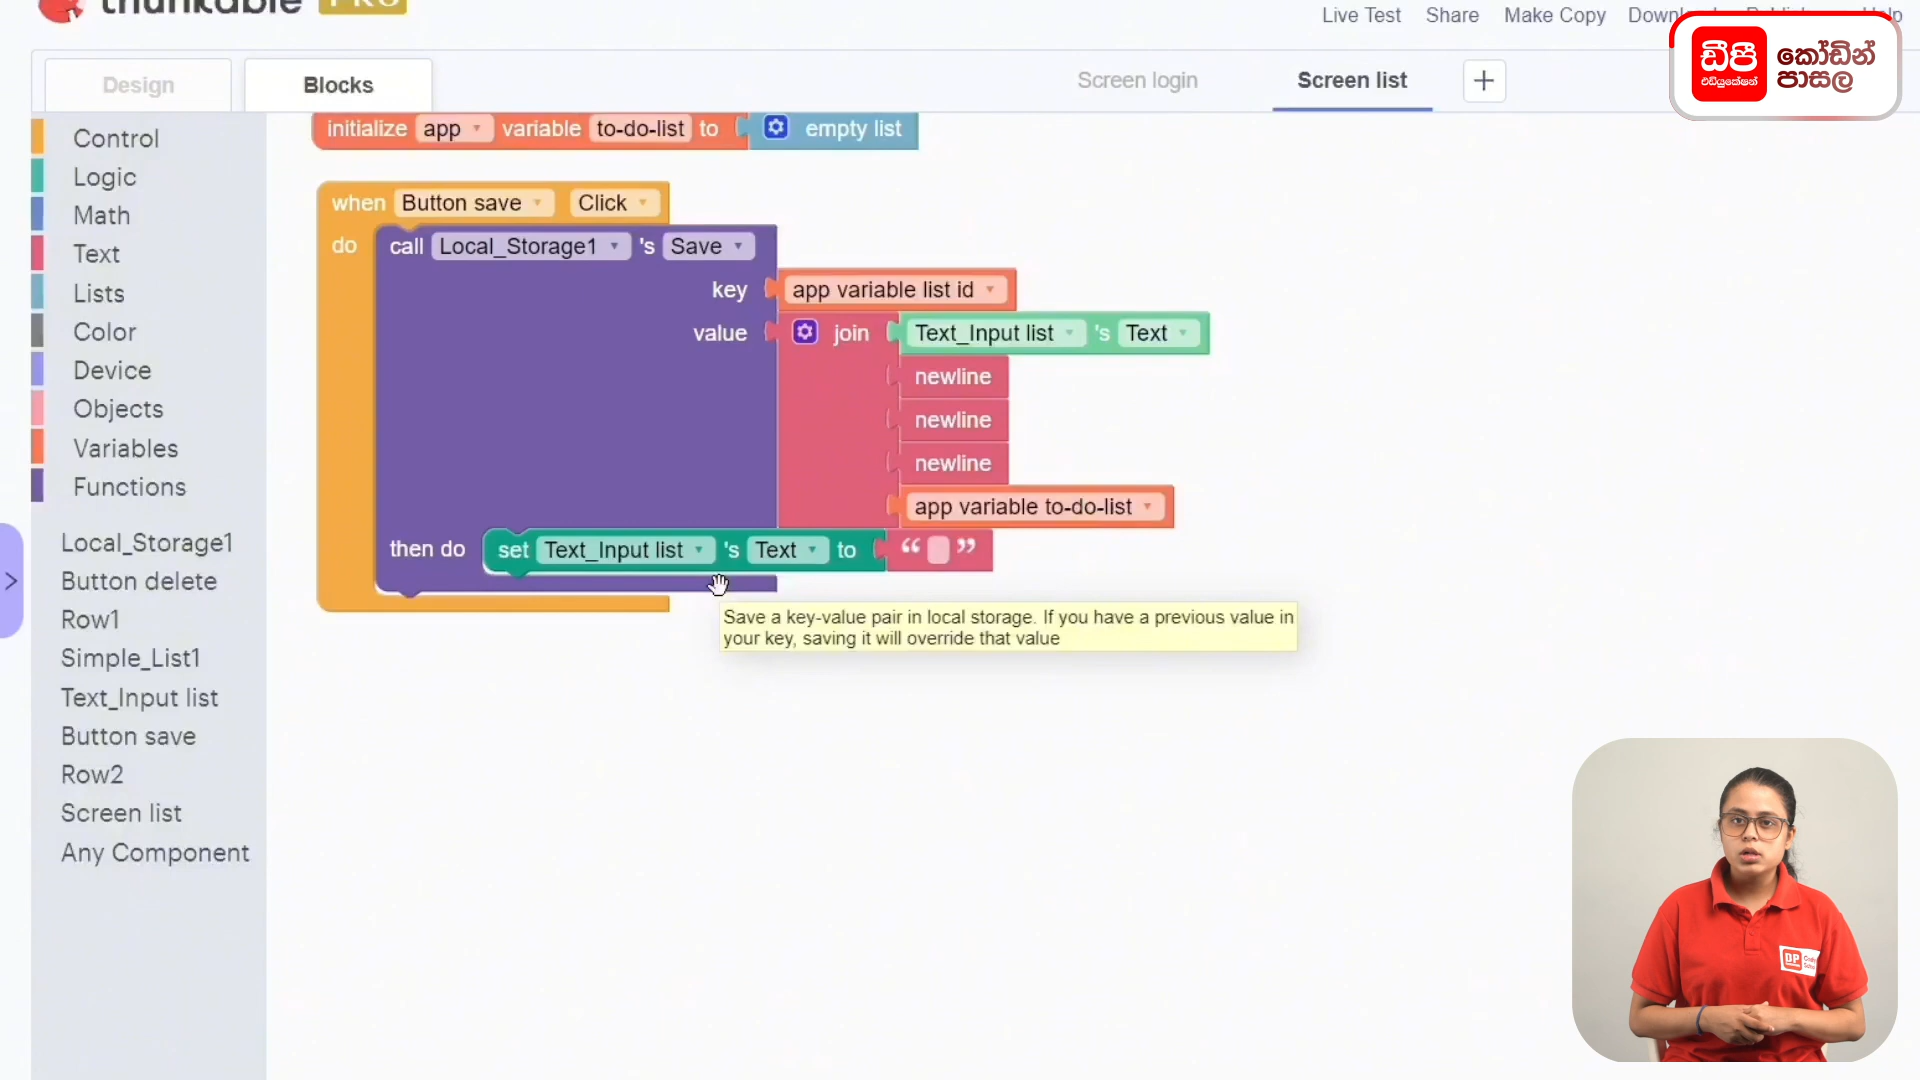 thunkable PRO
Live Test Share Make Copy
ඩීපී
එඩියුකේෂන්
කෝඩින්
පාසල
Design
Blocks
Screen login
Screen list
+
Control
Logic
Math
Text
Lists
Color
Device
Objects
Variables
Functions
Local_Storage1
Button delete
Row1
Simple_List1
Text_Input list
Button save
Row2
Screen list
Any Component
initialize app variable to-do-list to empty list
when Button save Click
do call Local_Storage1 's Save
key app variable list id
value join Text_Input list 's Text
newline
newline
newline
app variable to-do-list
then do set Text_Input list 's Text to “ ”
Save a key-value pair in local storage. If you have a previous value in
your key, saving it will override that value
DP